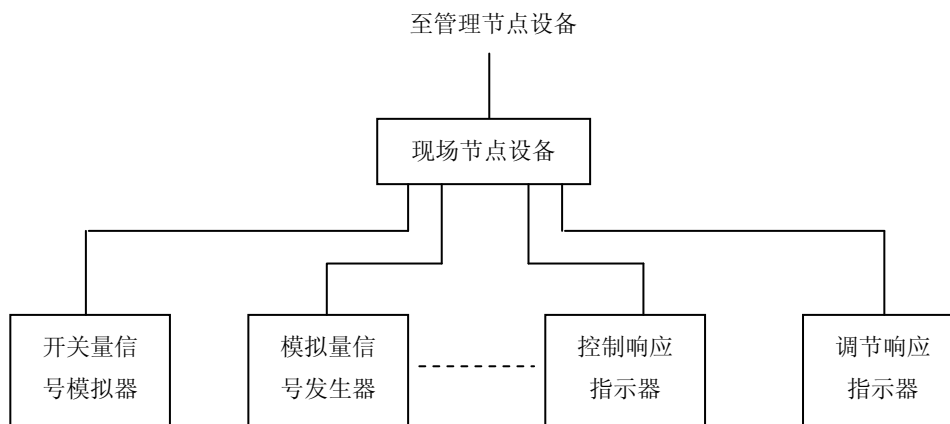 至管理节点设备
现场节点设备
开关量信
号模拟器
模拟量信
号发生器
控制响应
指示器
调节响应
指示器